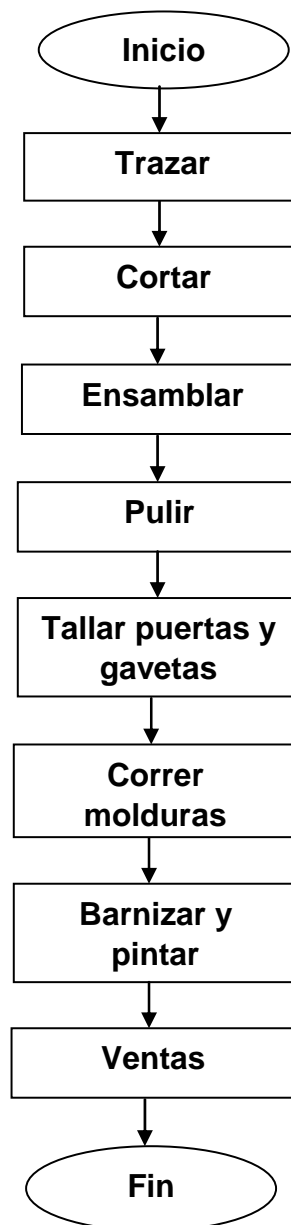 Inicio
Trazar
Cortar
Ensamblar
Pulir
Tallar puertas y
gavetas
Correr
molduras
Barnizar y
pintar
Ventas
Fin